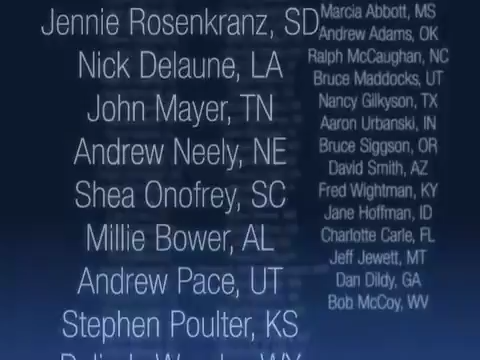 Jennie Rosenkranz, SD
Nick Delaune, LA
John Mayer, TN
Andrew Neely, NE
Shea Onofrey, SC
Millie Bower, AL
Andrew Pace, UT
Stephen Poulter, KS
WY
Marcia Abbott, MS
Andrew Adams, OK
Ralph McCaughan, NC
Bruce Maddocks, UT
Nancy Gilkyson, TX
Aaron Urbanski, IN
Bruce Siggson, OR
David Smith, AZ
Fred Wightman, KY
Jane Hoffman, ID
Charlotte Carle, FL
Jeff Jewett, MT
Dan Dildy, GA
Bob McCoy, WV